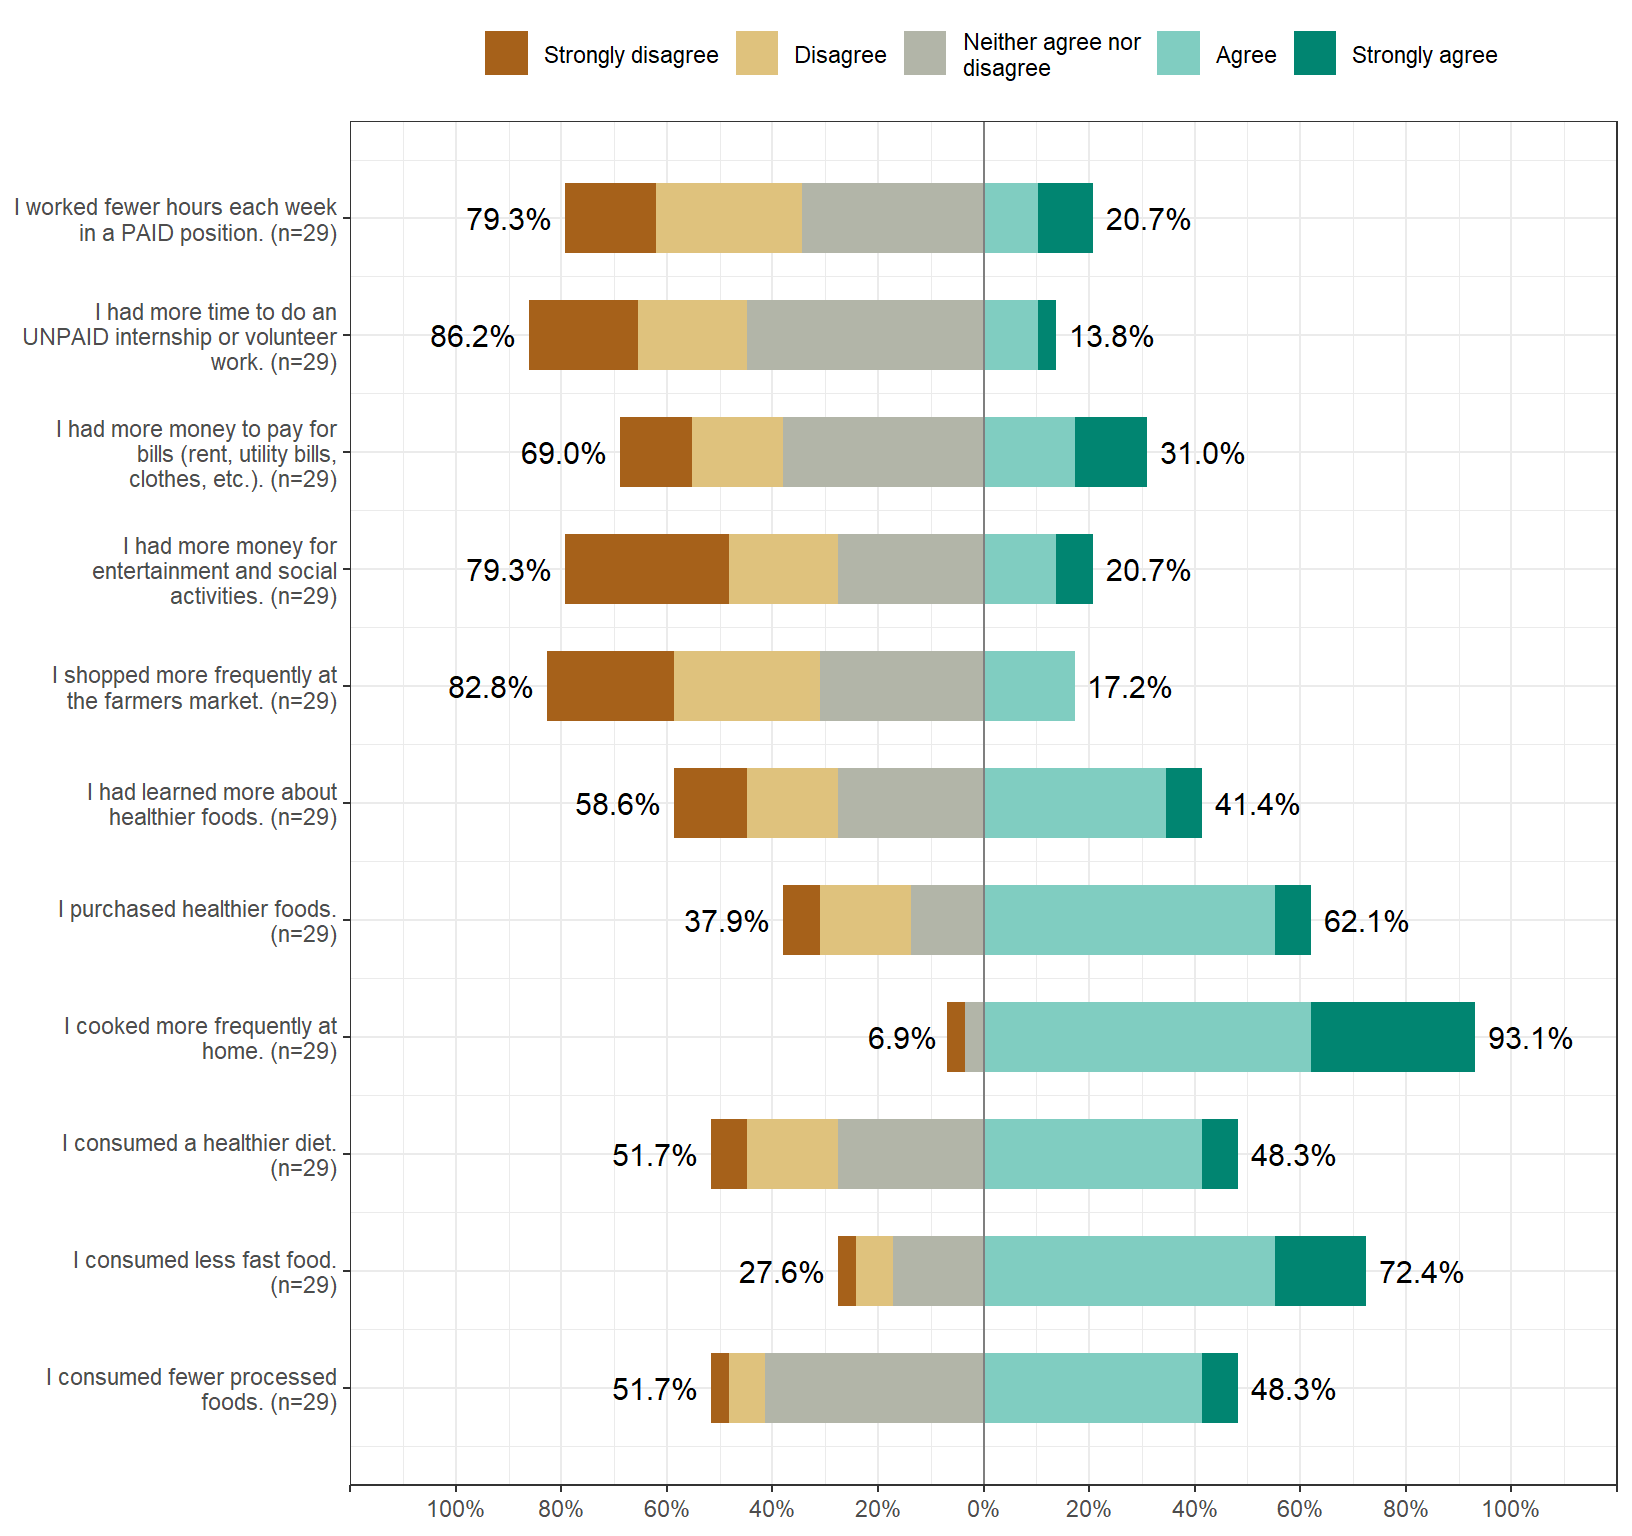 Strongly disagree
Disagree
Neither agree nor
disagree
Agree
Strongly agree
I worked fewer hours each week
in a PAID position. (n=29)
79.3%
20.7%
I had more time to do an
UNPAID internship or volunteer
work. (n=29)
86.2%
13.8%
I had more money to pay for
bills (rent, utility bills,
clothes, etc.). (n=29)
69.0%
31.0%
I had more money for
entertainment and social
activities. (n=29)
79.3%
20.7%
I shopped more frequently at
the farmers market. (n=29)
82.8%
17.2%
I had learned more about
healthier foods. (n=29)
58.6%
41.4%
I purchased healthier foods.
(n=29)
37.9%
62.1%
I cooked more frequently at
home. (n=29)
6.9%
93.1%
I consumed a healthier diet.
(n=29)
51.7%
48.3%
I consumed less fast food.
(n=29)
27.6%
72.4%
I consumed fewer processed
foods. (n=29)
51.7%
48.3%
100% 80% 60% 40% 20% 0% 20% 40% 60% 80% 100%